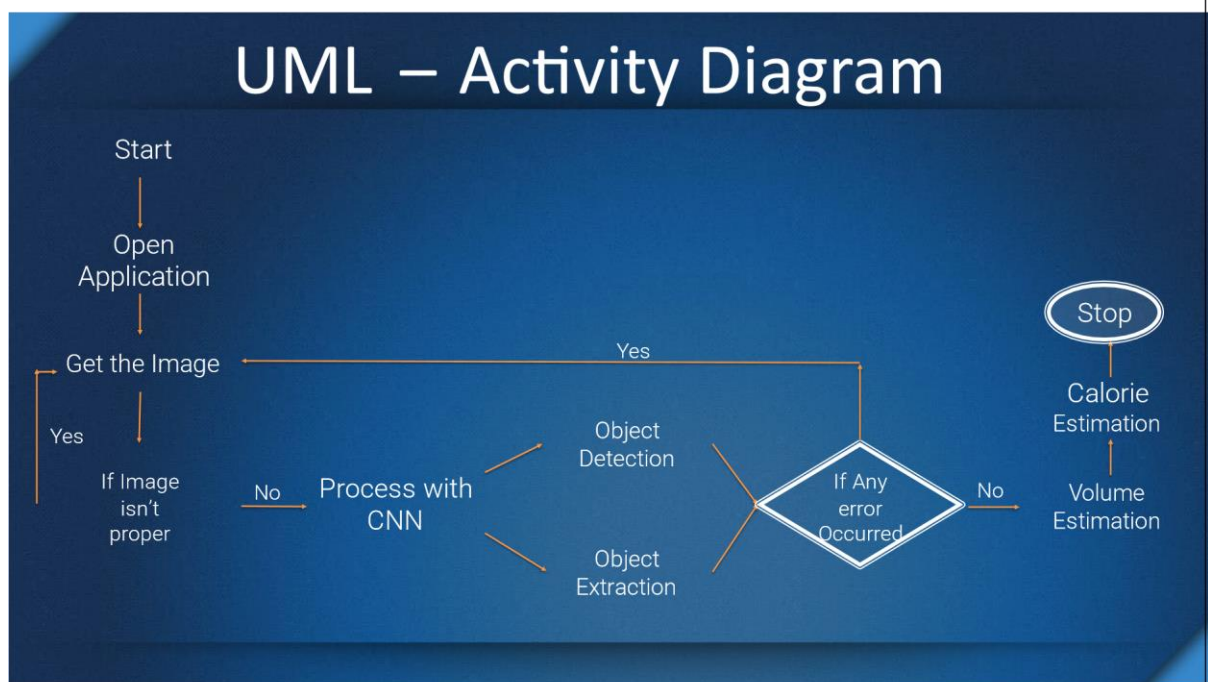 UML – Activity Diagram
Start
Open
Application
Get the Image
Yes
If Image
isn't
proper
No
Process with
CNN
Object
Detection
Object
Extraction
Yes
If Any
error
Occurred
No
Volume
Estimation
Calorie
Estimation
Stop